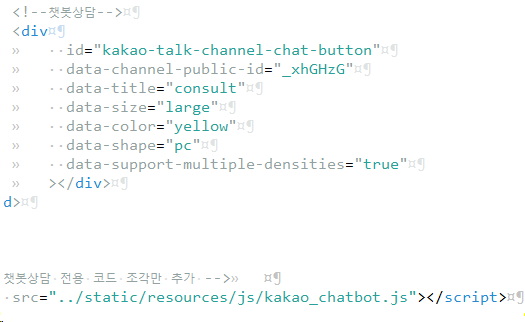 <!--챗봇상담-->
<div
id="kakao-talk-channel-chat-button"
data-channel-public-id="_xhGHzG"
data-title="consult"
data-size="large"
data-color="yellow"
data-shape="pc"
data-support-multiple-densities="true"
></div>
d>
챗봇상담 전용 코드 조각만 추가 -->
src="../static/resources/js/kakao_chatbot.js"></script>